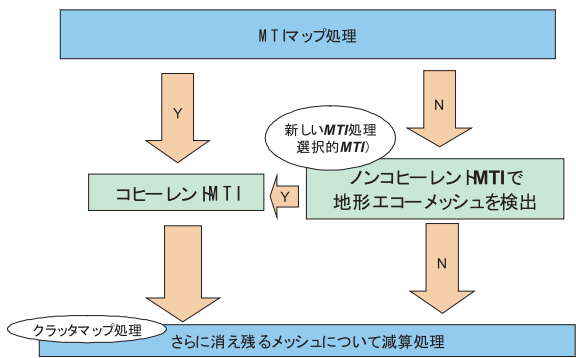 MTIマップ処理
Y
N
新しいMTI処理
選択的MTI)
コヒーレントMTI
Y
ノンコヒーレントMTIで
地形エコーメッシュを検出
N
クラッタマップ処理
さらに消え残るメッシュについて減算処理